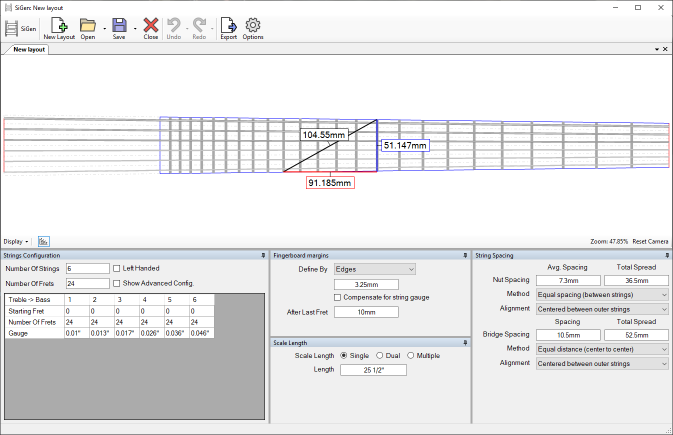 SiGen: New layout
SiGen
New Layout
Open
Save
Close
Undo
Redo
Export
Options
New layout
104.55mm
51.147mm
91.185mm
Display
Zoom: 47.85% Reset Camera
Strings Configuration
Number Of Strings 6 Left Handed
Number Of Frets 24 Show Advanced Config.
Treble -> Bass 1 2 3 4 5 6
Starting Fret 0 0 0 0 0 0
Number Of Frets 24 24 24 24 24 24
Gauge 0.01" 0.013" 0.017" 0.026" 0.036" 0.046"
Fingerboard margins
Define By Edges
3.25mm
Compensate for string gauge
After Last Fret 10mm
Scale Length
Scale Length Single Dual Multiple
Length 25 1/2"
String Spacing
Avg. Spacing Total Spread
Nut Spacing 7.3mm 36.5mm
Method Equal spacing (between strings)
Alignment Centered between outer strings
Spacing Total Spread
Bridge Spacing 10.5mm 52.5mm
Method Equal distance (center to center)
Alignment Centered between outer strings